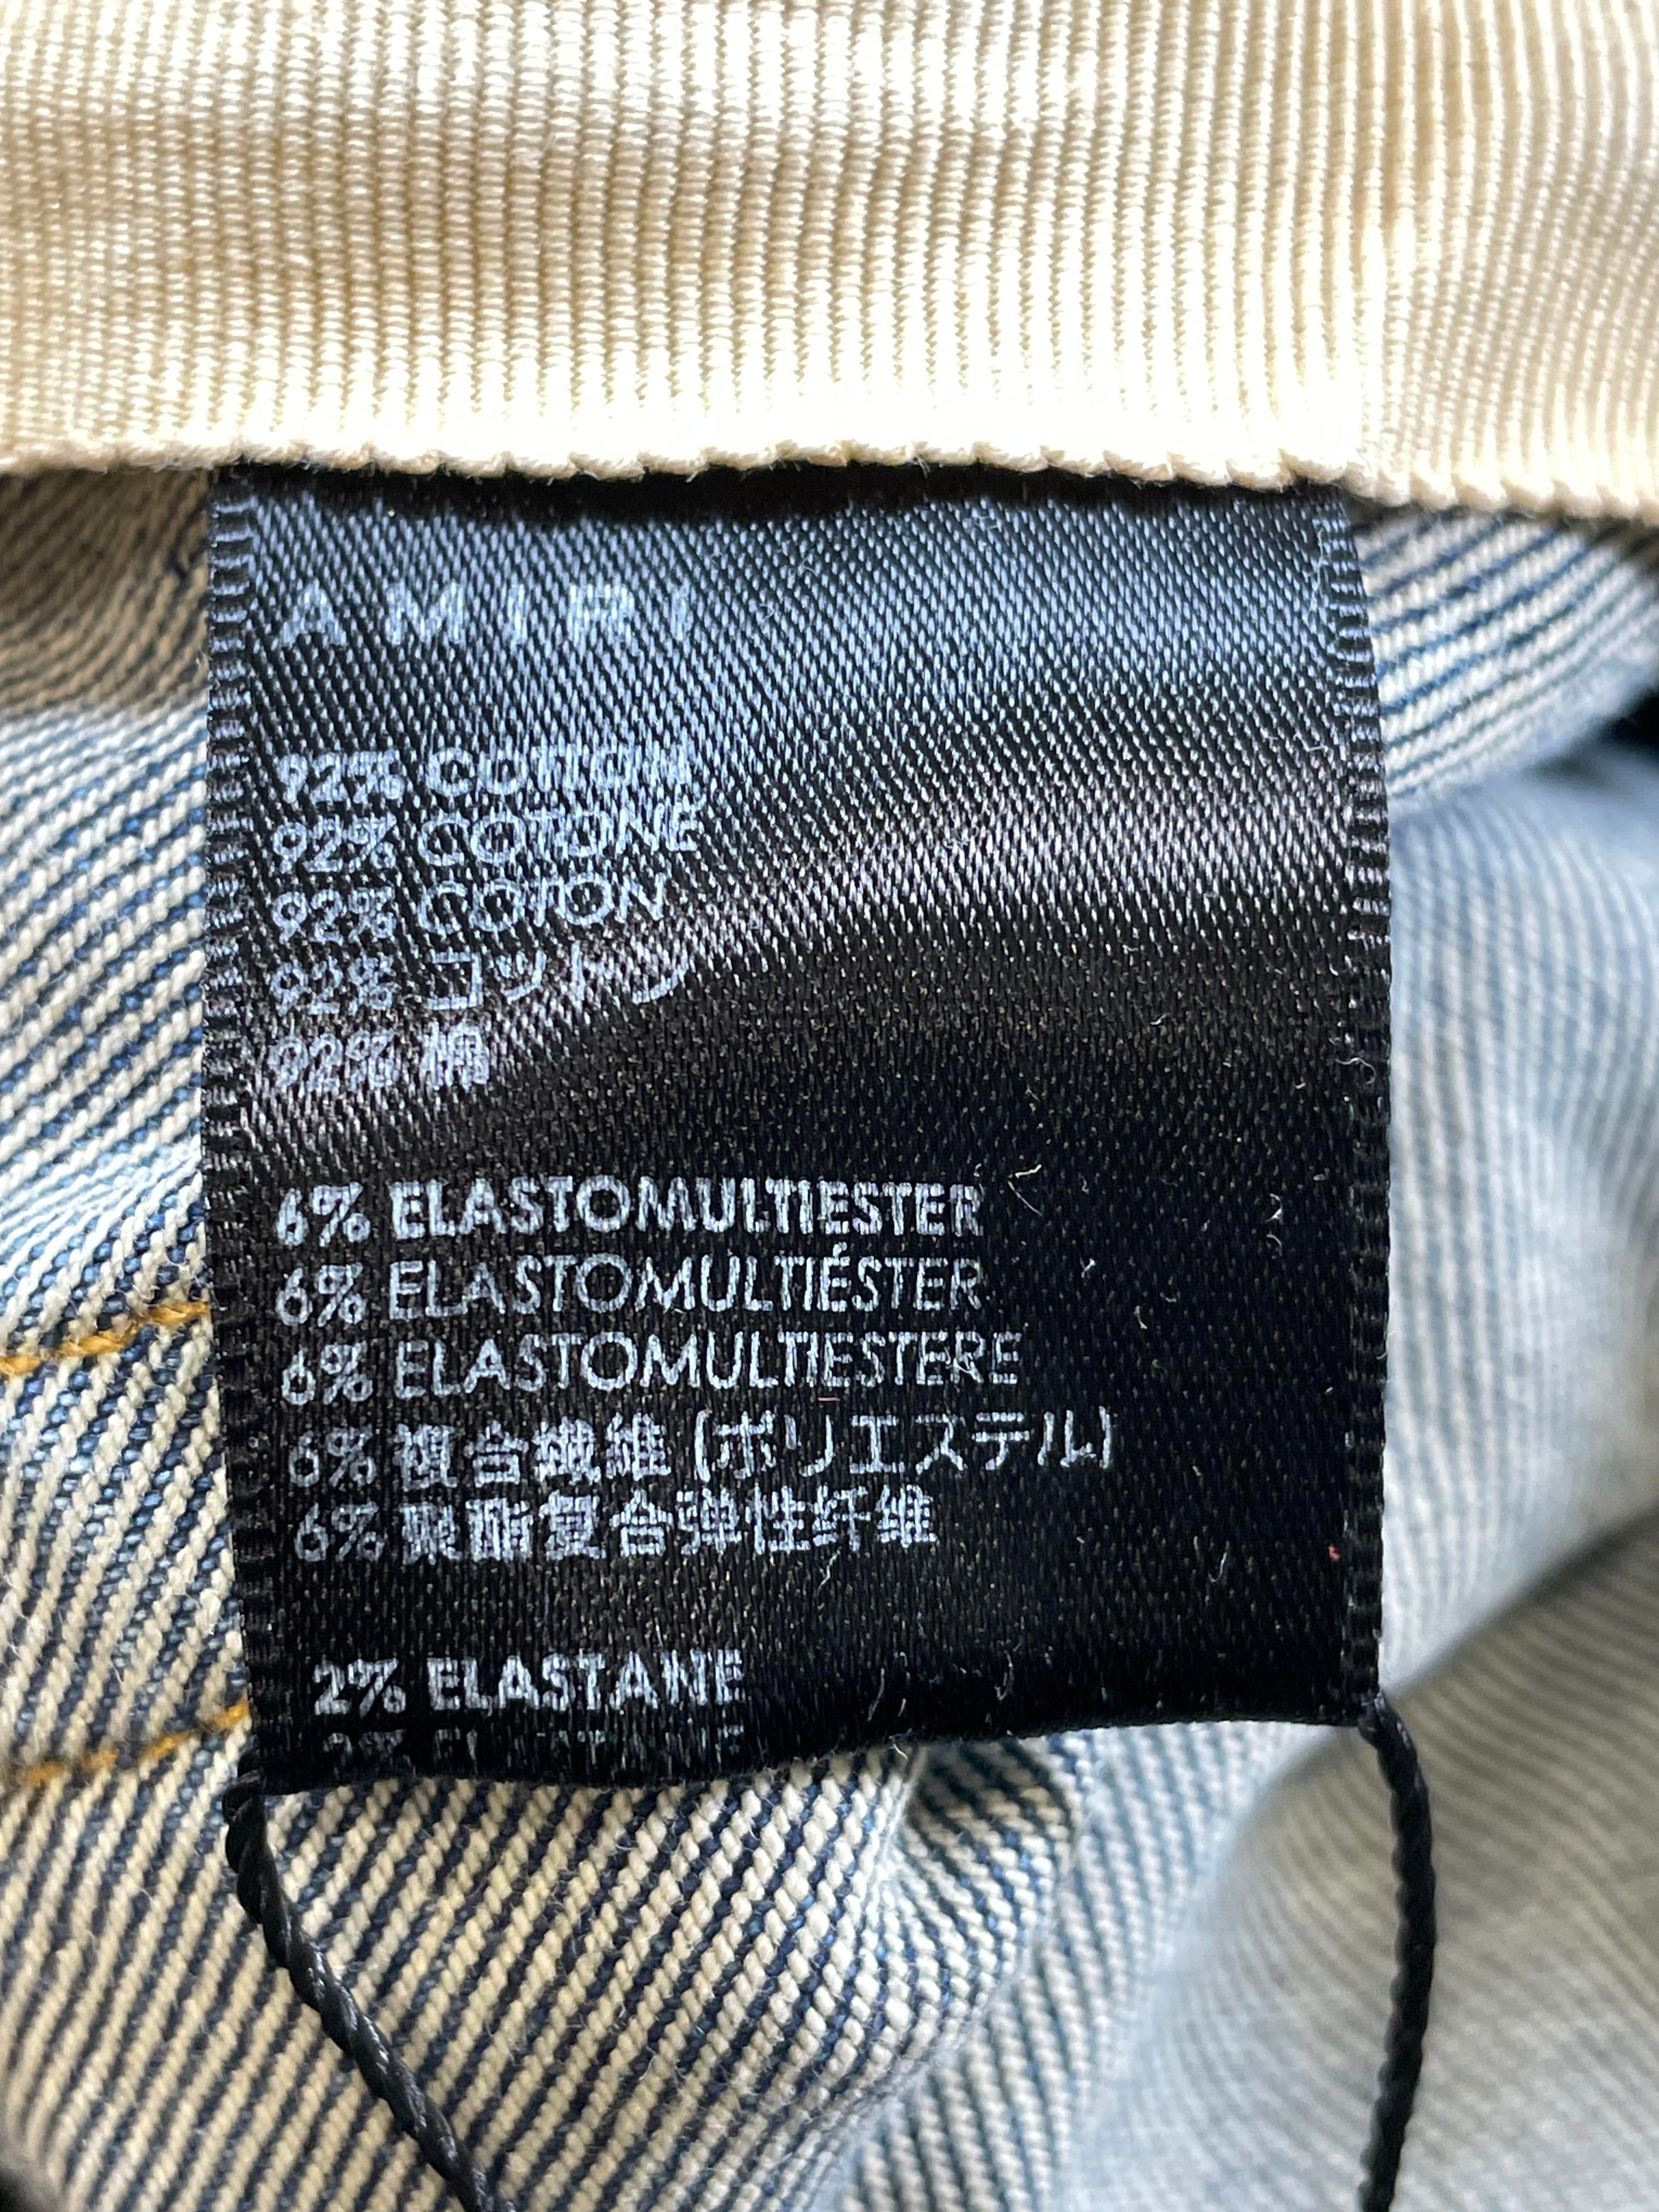 AMIRI
92% COTTON
92% COTONE
92% COTON
92% コットン
92% 棉
6% ELASTOMULTIESTER
6% ELASTOMULTIÉSTER
6% ELASTOMULTIESTERE
6% 複合繊維 (ポリエステル)
6% 聚酯复合弹性纤维
2% ELASTANE